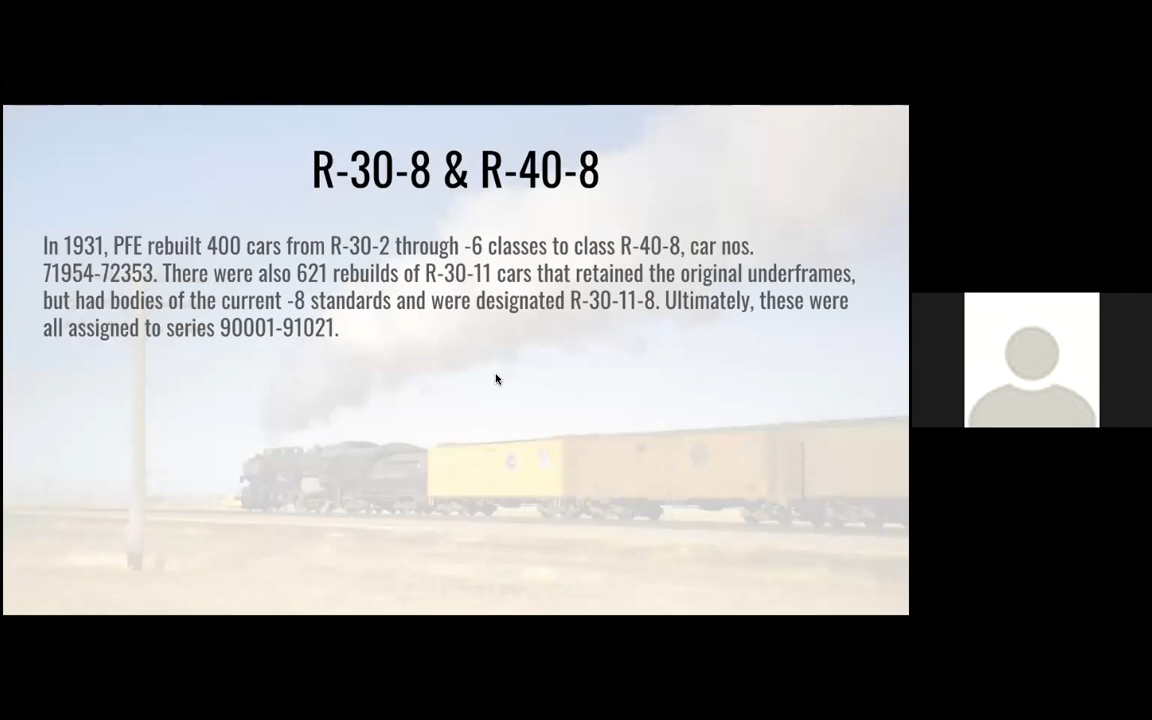 R-30-8 & R-40-8
In 1931, PFE rebuilt 400 cars from R-30-2 through -6 classes to class R-40-8, car nos.
71954-72353. There were also 621 rebuilds of R-30-11 cars that retained the original underframes,
but had bodies of the current -8 standards and were designated R-30-11-8. Ultimately, these were
all assigned to series 90001-91021.